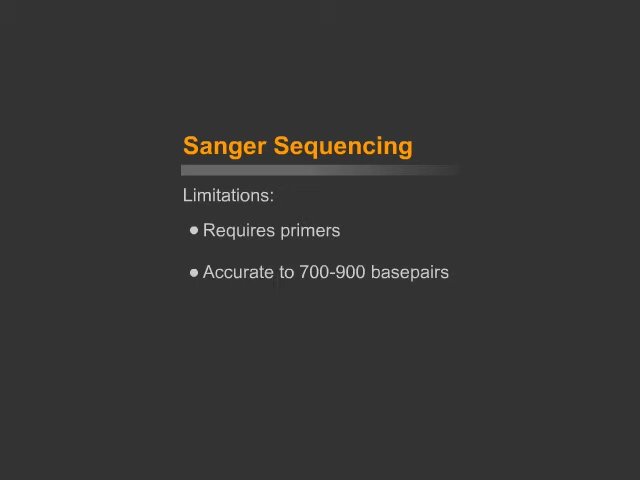 Sanger Sequencing
Limitations:
● Requires primers
● Accurate to 700-900 basepairs